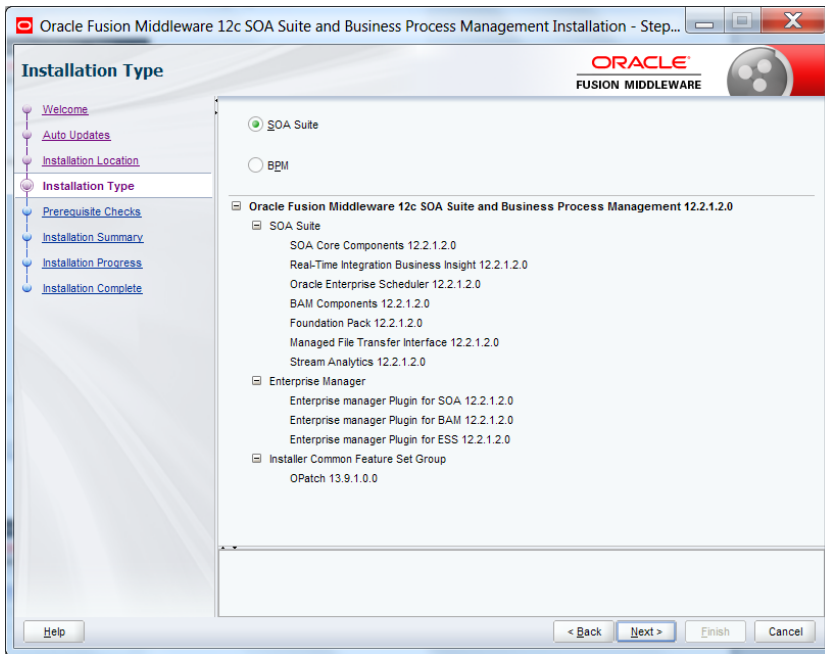 Oracle Fusion Middleware 12c SOA Suite and Business Process Management Installation - Step...
Installation Type
ORACLE
FUSION MIDDLEWARE
Welcome
Auto Updates
Installation Location
Installation Type
Prerequisite Checks
Installation Summary
Installation Progress
Installation Complete
SOA Suite
BPM
Oracle Fusion Middleware 12c SOA Suite and Business Process Management 12.2.1.2.0
SOA Suite
SOA Core Components 12.2.1.2.0
Real-Time Integration Business Insight 12.2.1.2.0
Oracle Enterprise Scheduler 12.2.1.2.0
BAM Components 12.2.1.2.0
Foundation Pack 12.2.1.2.0
Managed File Transfer Interface 12.2.1.2.0
Stream Analytics 12.2.1.2.0
Enterprise Manager
Enterprise manager Plugin for SOA 12.2.1.2.0
Enterprise manager Plugin for BAM 12.2.1.2.0
Enterprise manager Plugin for ESS 12.2.1.2.0
Installer Common Feature Set Group
OPatch 13.9.1.0.0
Help
< Back Next > Finish Cancel